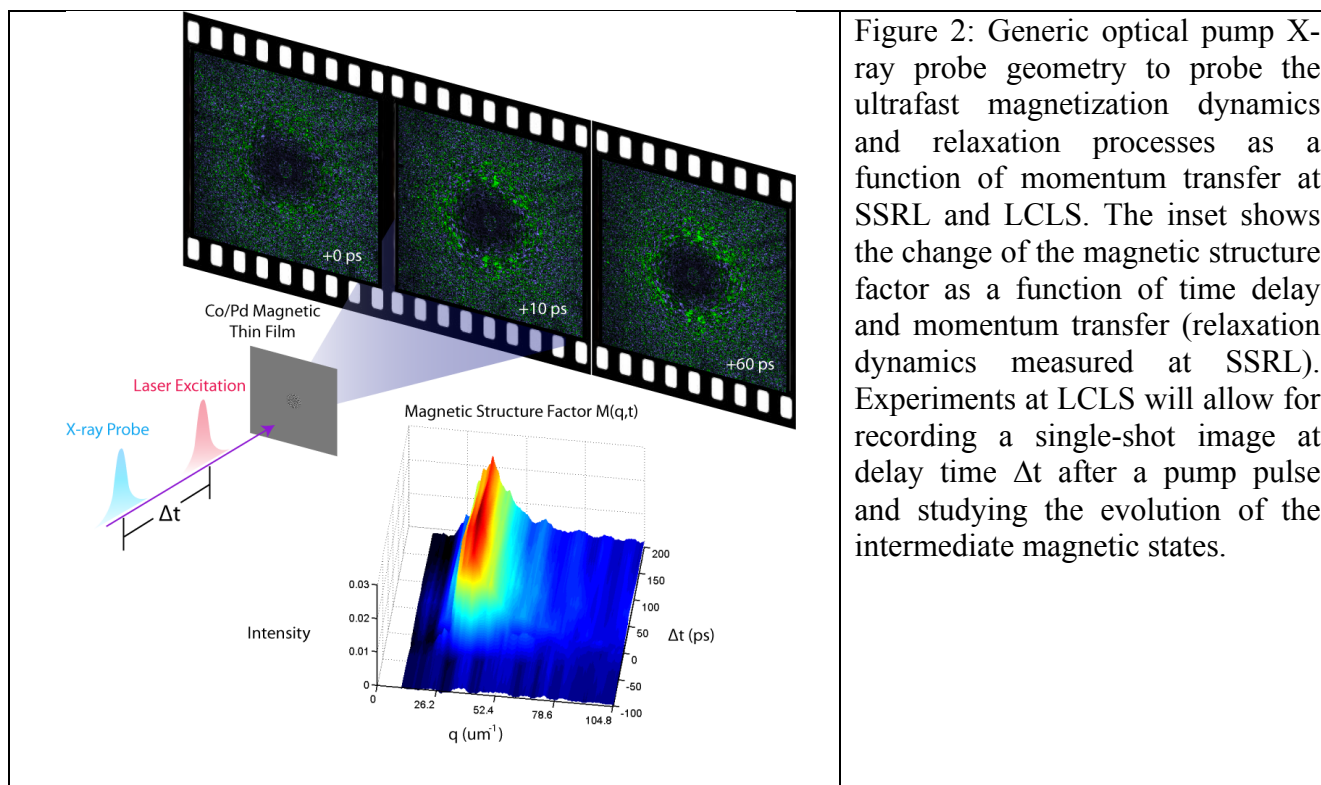 +0 ps
+10 ps
+60 ps
Co/Pd Magnetic
Thin Film
Laser Excitation
X-ray Probe
Δt
Magnetic Structure Factor M(q,t)
0.03
0.02
0.01
0
Intensity
0
26.2
52.4
78.6
104.8
q (um⁻¹)
200
150
100
50
0
-50
-100
Δt (ps)
Figure 2: Generic optical pump X-
ray probe geometry to probe the
ultrafast magnetization dynamics
and relaxation processes as a
function of momentum transfer at
SSRL and LCLS. The inset shows
the change of the magnetic structure
factor as a function of time delay
and momentum transfer (relaxation
dynamics measured at SSRL).
Experiments at LCLS will allow for
recording a single-shot image at
delay time Δt after a pump pulse
and studying the evolution of the
intermediate magnetic states.